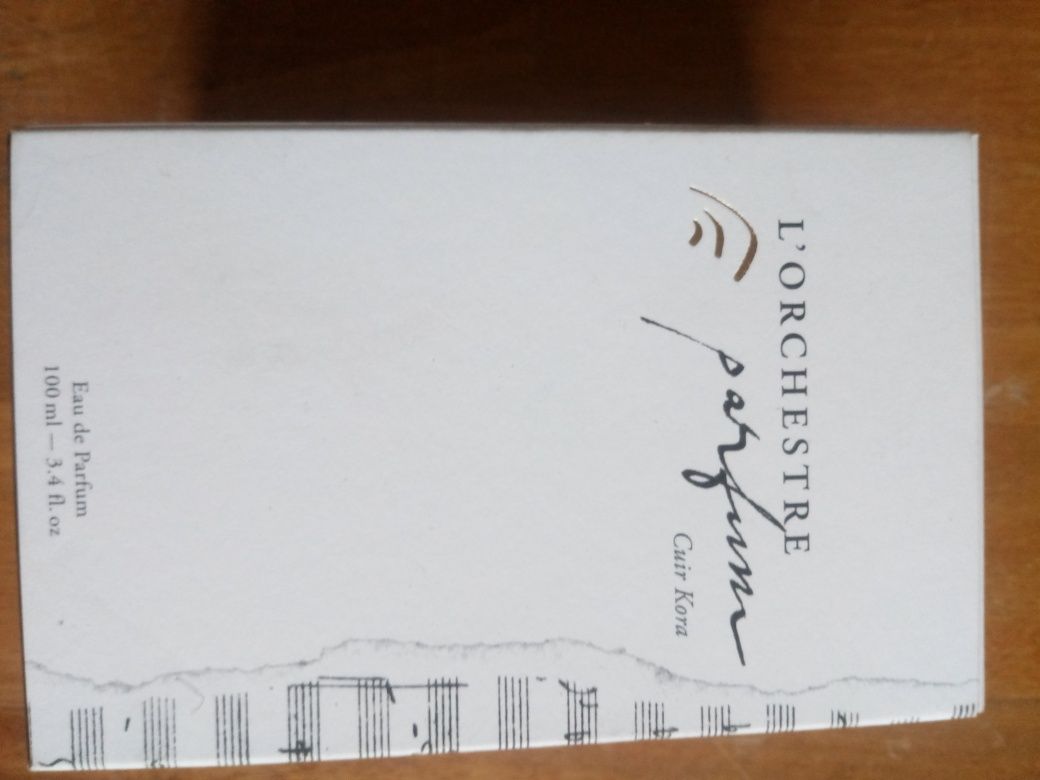 L'ORCHESTRE
parfum
Cuir Kora
Eau de Parfum
100 ml — 3.4 fl. oz